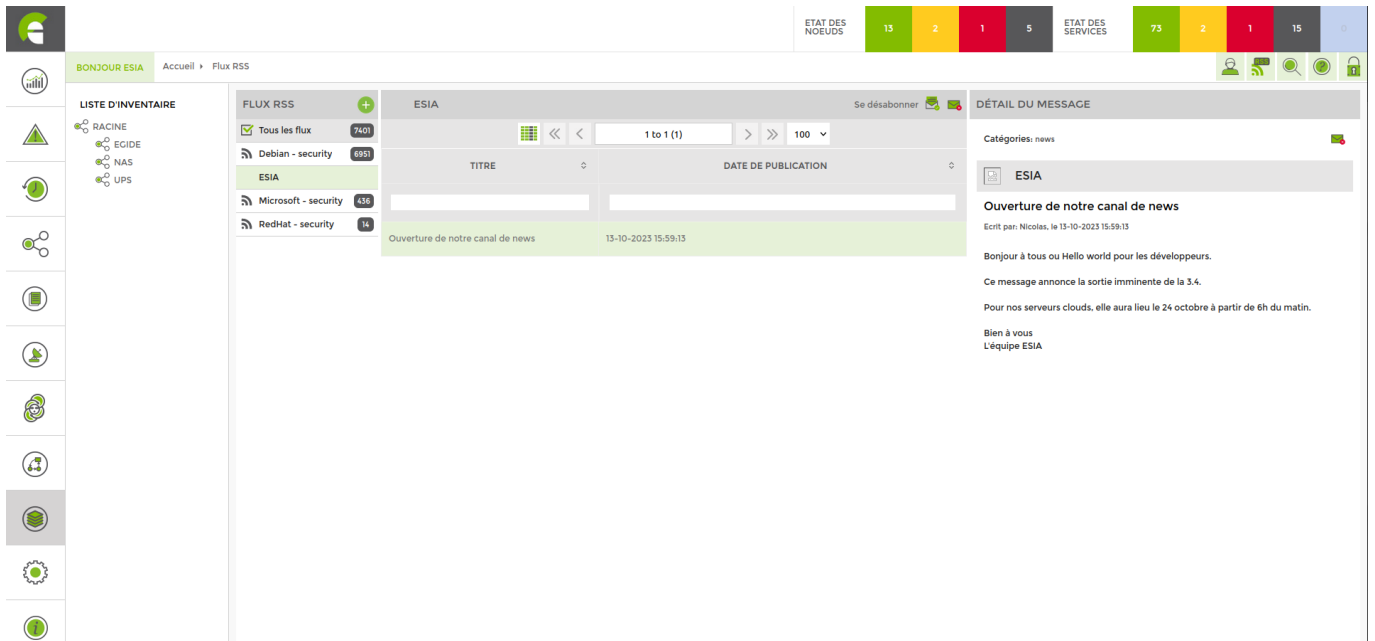 ETAT DES
NOEUDS
13
2
1
5
ETAT DES
SERVICES
73
2
1
15
0
BONJOUR ESIA
Accueil
Flux RSS
RSS
LISTE D'INVENTAIRE
RACINE
EGIDE
NAS
UPS
FLUX RSS
Tous les flux
7401
Debian - security
6951
ESIA
Microsoft - security
436
RedHat - security
14
ESIA
Se désabonner
1 to 1 (1)
100
TITRE
DATE DE PUBLICATION
Ouverture de notre canal de news
13-10-2023 15:59:13
DÉTAIL DU MESSAGE
Catégories: news
ESIA
Ouverture de notre canal de news
Ecrit par: Nicolas, le 13-10-2023 15:59:13
Bonjour à tous ou Hello world pour les développeurs.
Ce message annonce la sortie imminente de la 3.4.
Pour nos serveurs clouds, elle aura lieu le 24 octobre à partir de 6h du matin.
Bien à vous
L'équipe ESIA